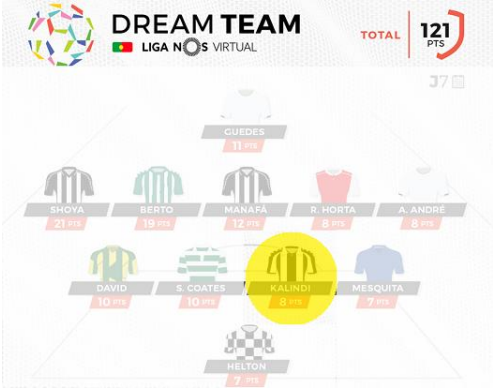 DREAM TEAM
LIGA NOS VIRTUAL
TOTAL 121 PTS
J7
GUEDES
11 PTS
SHOYA BERTO MANAFÁ R. HORTA A. ANDRÉ
21 PTS 19 PTS 12 PTS 8 PTS 8 PTS
DAVID S. COATES KALINDI MESQUITA
10 PTS 10 PTS 8 PTS 7 PTS
HELTON
7 PTS